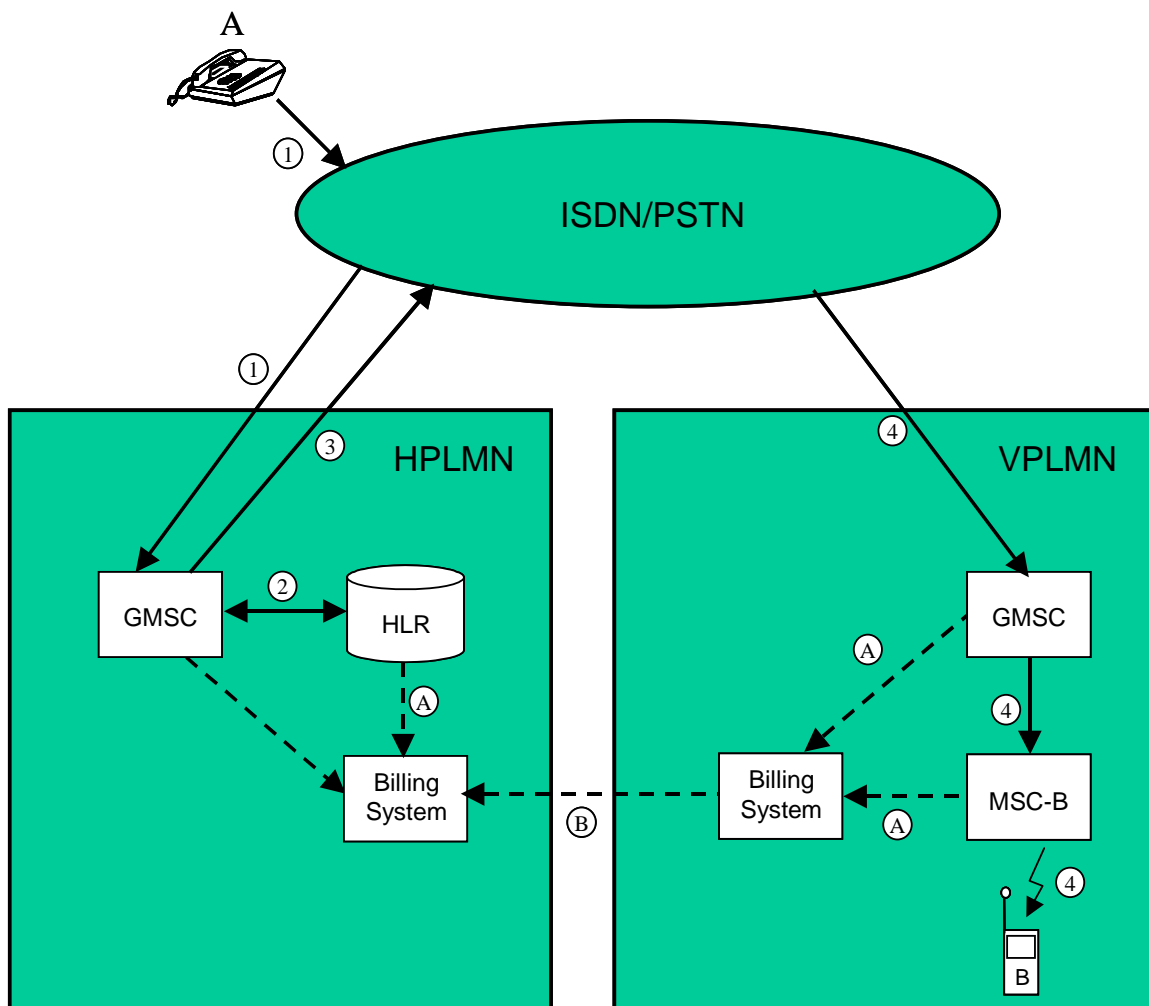 A
1
ISDN/PSTN
1
3
4
HPLMN
VPLMN
2
GMSC
HLR
GMSC
A
A
4
Billing
System
Billing
System
MSC-B
B
A
4
B